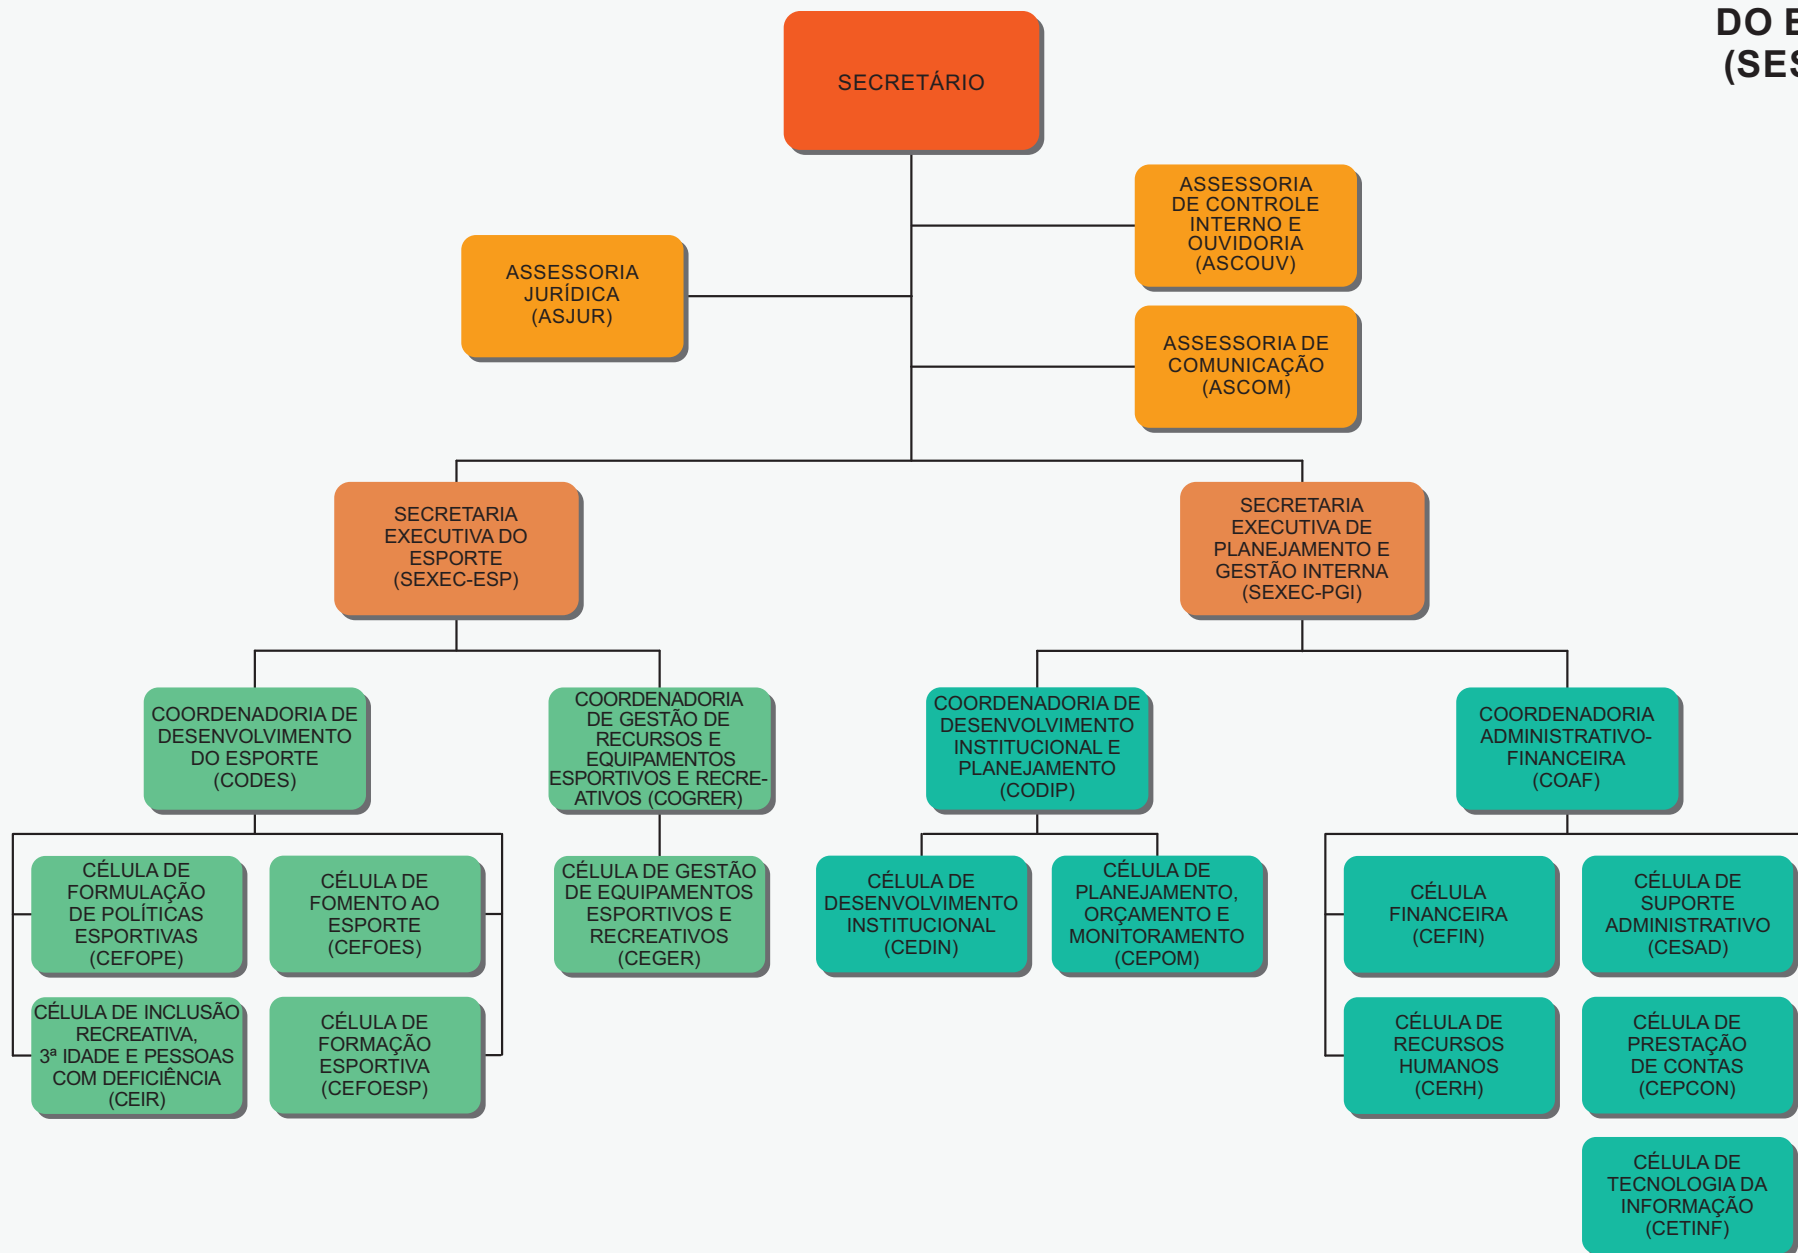 DO E
(SES
SECRETÁRIO
ASSESSORIA
DE CONTROLE
INTERNO E
OUVIDORIA
(ASCOUV)
ASSESSORIA
JURÍDICA
(ASJUR)
ASSESSORIA DE
COMUNICAÇÃO
(ASCOM)
SECRETARIA
EXECUTIVA DO
ESPORTE
(SEXEC-ESP)
SECRETARIA
EXECUTIVA DE
PLANEJAMENTO E
GESTÃO INTERNA
(SEXEC-PGI)
COORDENADORIA DE
DESENVOLVIMENTO
DO ESPORTE
(CODES)
COORDENADORIA
DE GESTÃO DE
RECURSOS E
EQUIPAMENTOS
ESPORTIVOS E RECRE-
ATIVOS (COGRER)
COORDENADORIA DE
DESENVOLVIMENTO
INSTITUCIONAL E
PLANEJAMENTO
(CODIP)
COORDENADORIA
ADMINISTRATIVO-
FINANCEIRA
(COAF)
CÉLULA DE
FORMULAÇÃO
DE POLÍTICAS
ESPORTIVAS
(CEFOPE)
CÉLULA DE
FOMENTO AO
ESPORTE
(CEFOES)
CÉLULA DE GESTÃO
DE EQUIPAMENTOS
ESPORTIVOS E
RECREATIVOS
(CEGER)
CÉLULA DE
DESENVOLVIMENTO
INSTITUCIONAL
(CEDIN)
CÉLULA DE
PLANEJAMENTO,
ORÇAMENTO E
MONITORAMENTO
(CEPOM)
CÉLULA
FINANCEIRA
(CEFIN)
CÉLULA DE
SUPORTE
ADMINISTRATIVO
(CESAD)
CÉLULA DE INCLUSÃO
RECREATIVA,
3ª IDADE E PESSOAS
COM DEFICIÊNCIA
(CEIR)
CÉLULA DE
FORMAÇÃO
ESPORTIVA
(CEFOESP)
CÉLULA DE
RECURSOS
HUMANOS
(CERH)
CÉLULA DE
PRESTAÇÃO
DE CONTAS
(CEPCON)
CÉLULA DE
TECNOLOGIA DA
INFORMAÇÃO
(CETINF)